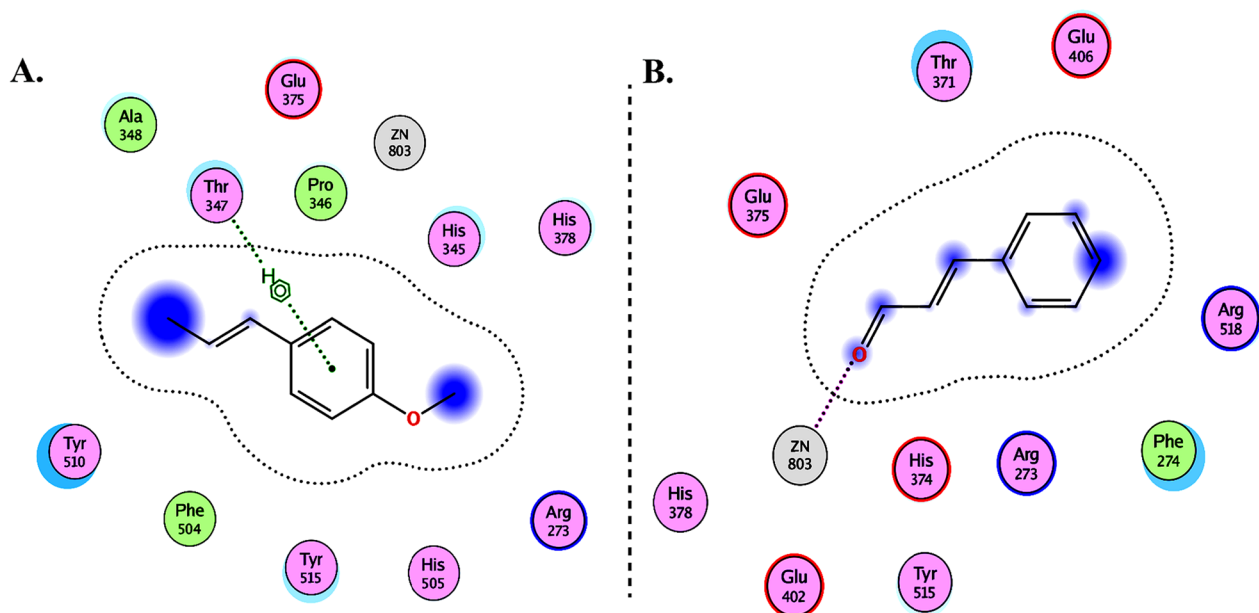 A.
Glu
375
Ala
348
ZN
803
Thr
347
Pro
346
His
345
His
378
H
O
Tyr
510
Phe
504
Tyr
515
His
505
Arg
273
B.
Thr
371
Glu
406
Glu
375
Arg
518
O
ZN
803
His
374
Arg
273
Phe
274
His
378
Glu
402
Tyr
515